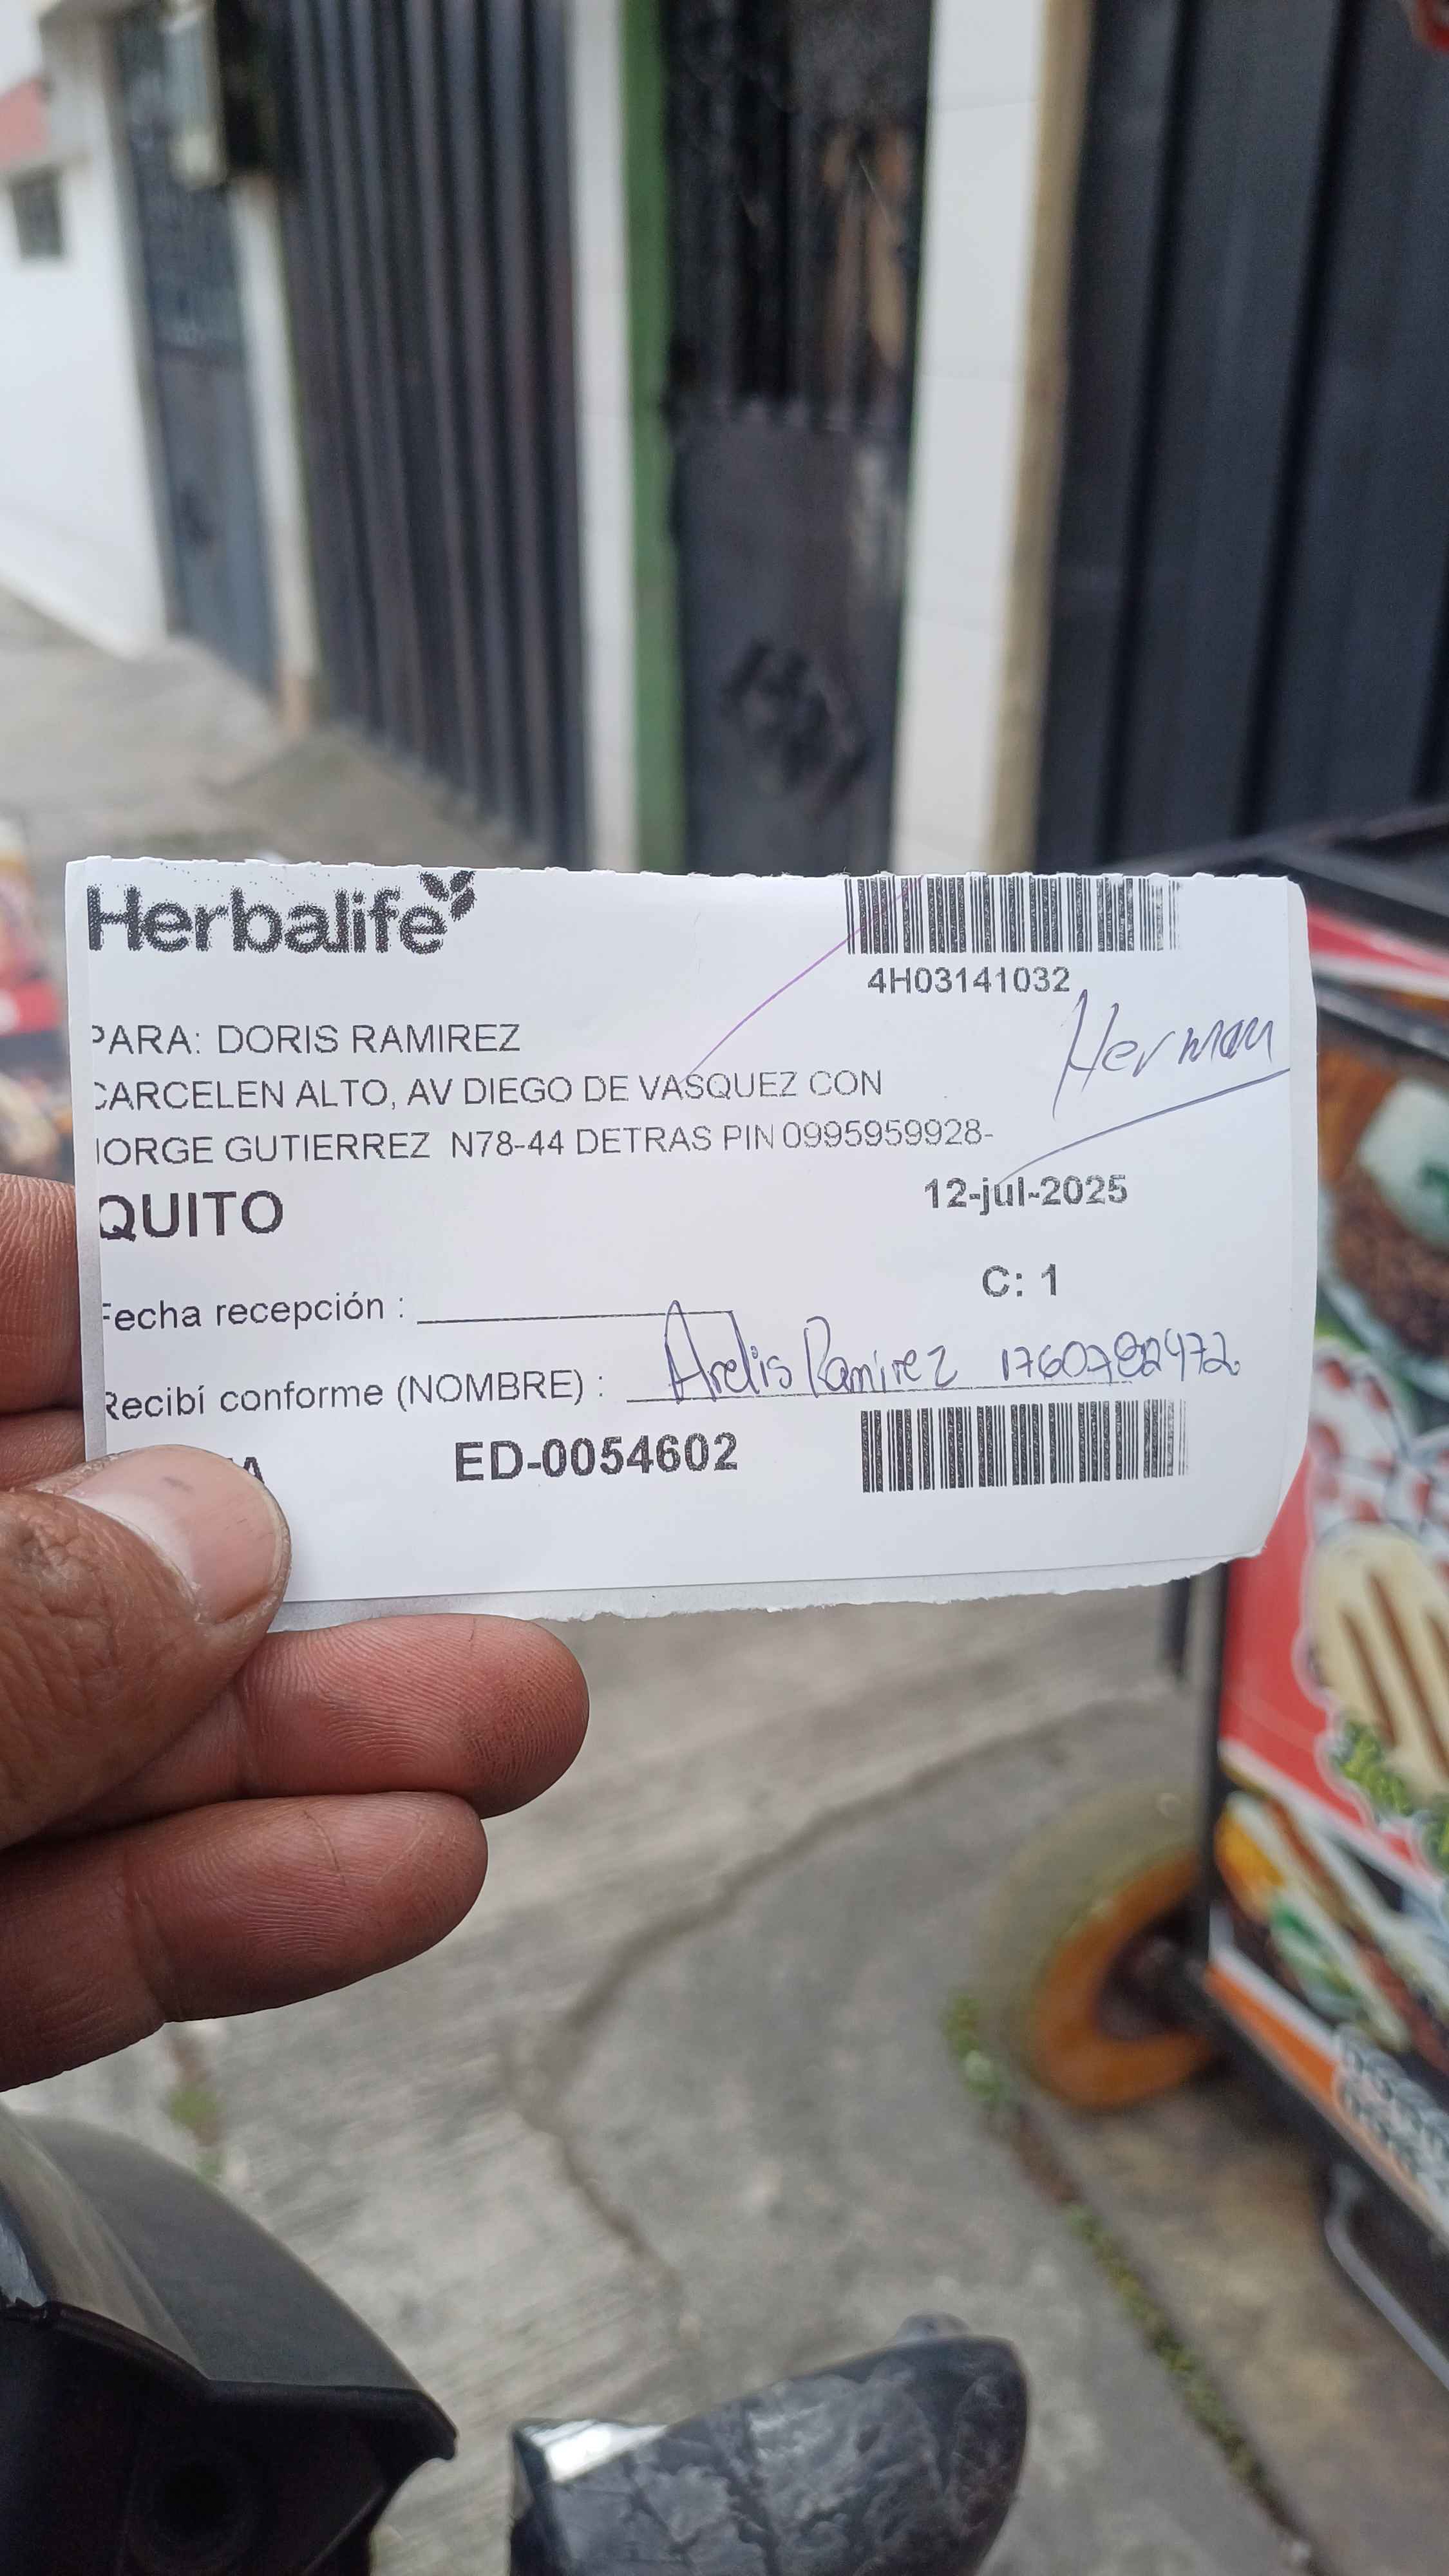 Herbalife
4H03141032
Herman
PARA: DORIS RAMIREZ
CARCELEN ALTO, AV DIEGO DE VASQUEZ CON
JORGE GUTIERREZ N78-44 DETRAS PIN 0995959928-
QUITO
12-jul-2025
C: 1
Fecha recepción :
Recibí conforme (NOMBRE) : Arelis Ramirez
ED-0054602